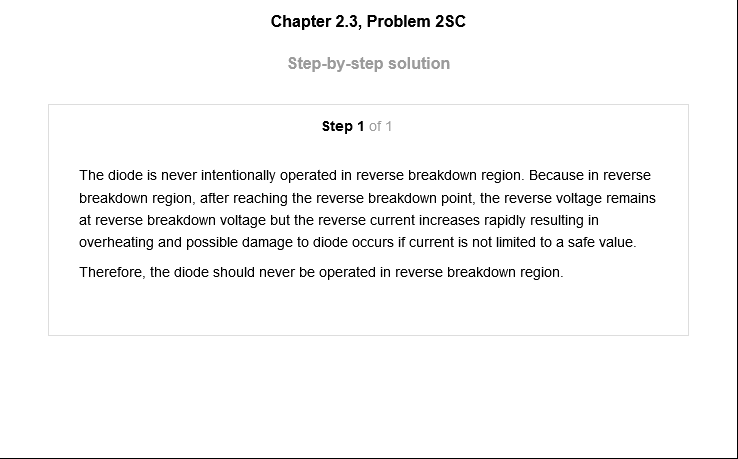 Chapter 2.3, Problem 2SC
Step-by-step solution
Step 1 of 1
The diode is never intentionally operated in reverse breakdown region. Because in reverse
breakdown region, after reaching the reverse breakdown point, the reverse voltage remains
at reverse breakdown voltage but the reverse current increases rapidly resulting in
overheating and possible damage to diode occurs if current is not limited to a safe value.
Therefore, the diode should never be operated in reverse breakdown region.